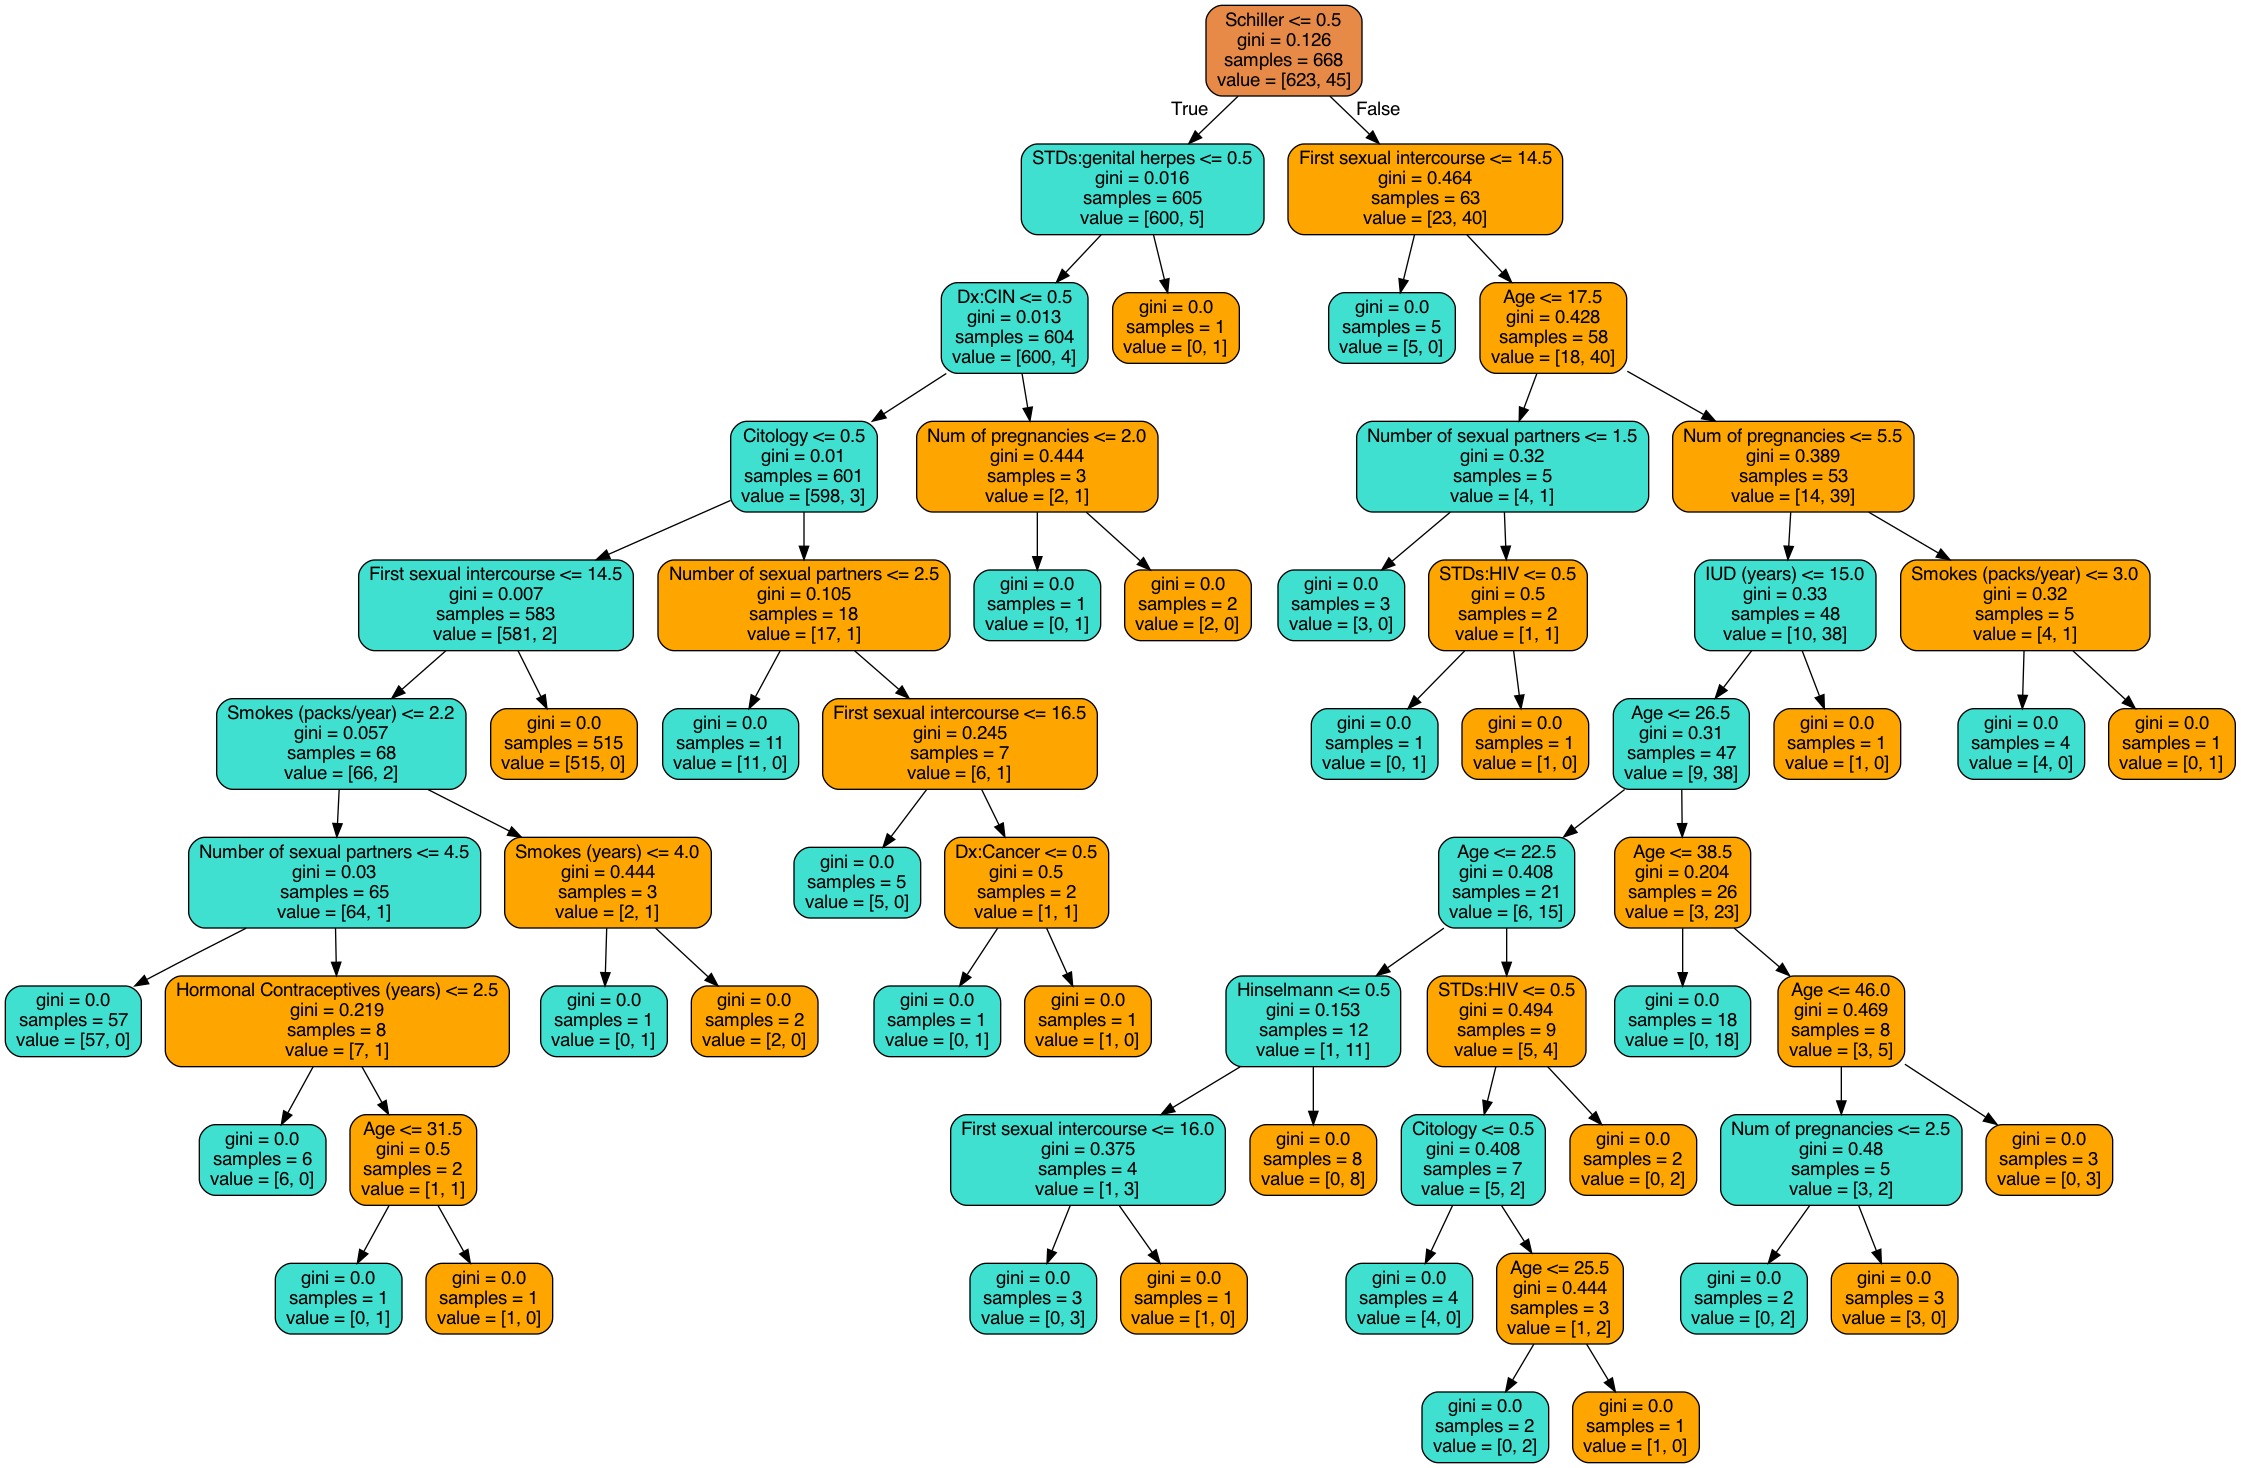 Schiller <= 0.5
gini = 0.126
samples = 668
value = [623, 45]
True
False
STDs:genital herpes <= 0.5
gini = 0.016
samples = 605
value = [600, 5]
First sexual intercourse <= 14.5
gini = 0.464
samples = 63
value = [23, 40]
Dx:CIN <= 0.5
gini = 0.013
samples = 604
value = [600, 4]
gini = 0.0
samples = 1
value = [0, 1]
gini = 0.0
samples = 5
value = [5, 0]
Age <= 17.5
gini = 0.428
samples = 58
value = [18, 40]
Citology <= 0.5
gini = 0.01
samples = 601
value = [598, 3]
Num of pregnancies <= 2.0
gini = 0.444
samples = 3
value = [2, 1]
Number of sexual partners <= 1.5
gini = 0.32
samples = 5
value = [4, 1]
Num of pregnancies <= 5.5
gini = 0.389
samples = 53
value = [14, 39]
First sexual intercourse <= 14.5
gini = 0.007
samples = 583
value = [581, 2]
Number of sexual partners <= 2.5
gini = 0.105
samples = 18
value = [17, 1]
gini = 0.0
samples = 1
value = [0, 1]
gini = 0.0
samples = 2
value = [2, 0]
gini = 0.0
samples = 3
value = [3, 0]
STDs:HIV <= 0.5
gini = 0.5
samples = 2
value = [1, 1]
IUD (years) <= 15.0
gini = 0.33
samples = 48
value = [10, 38]
Smokes (packs/year) <= 3.0
gini = 0.32
samples = 5
value = [4, 1]
Smokes (packs/year) <= 2.2
gini = 0.057
samples = 68
value = [66, 2]
gini = 0.0
samples = 515
value = [515, 0]
gini = 0.0
samples = 11
value = [11, 0]
First sexual intercourse <= 16.5
gini = 0.245
samples = 7
value = [6, 1]
gini = 0.0
samples = 1
value = [0, 1]
gini = 0.0
samples = 1
value = [1, 0]
Age <= 26.5
gini = 0.31
samples = 47
value = [9, 38]
gini = 0.0
samples = 1
value = [1, 0]
gini = 0.0
samples = 4
value = [4, 0]
gini = 0.0
samples = 1
value = [0, 1]
Number of sexual partners <= 4.5
gini = 0.03
samples = 65
value = [64, 1]
Smokes (years) <= 4.0
gini = 0.444
samples = 3
value = [2, 1]
gini = 0.0
samples = 5
value = [5, 0]
Dx:Cancer <= 0.5
gini = 0.5
samples = 2
value = [1, 1]
Age <= 22.5
gini = 0.408
samples = 21
value = [6, 15]
Age <= 38.5
gini = 0.204
samples = 26
value = [3, 23]
gini = 0.0
samples = 57
value = [57, 0]
Hormonal Contraceptives (years) <= 2.5
gini = 0.219
samples = 8
value = [7, 1]
gini = 0.0
samples = 1
value = [0, 1]
gini = 0.0
samples = 2
value = [2, 0]
gini = 0.0
samples = 1
value = [0, 1]
gini = 0.0
samples = 1
value = [1, 0]
Hinselmann <= 0.5
gini = 0.153
samples = 12
value = [1, 11]
STDs:HIV <= 0.5
gini = 0.494
samples = 9
value = [5, 4]
gini = 0.0
samples = 18
value = [0, 18]
Age <= 46.0
gini = 0.469
samples = 8
value = [3, 5]
gini = 0.0
samples = 6
value = [6, 0]
Age <= 31.5
gini = 0.5
samples = 2
value = [1, 1]
First sexual intercourse <= 16.0
gini = 0.375
samples = 4
value = [1, 3]
gini = 0.0
samples = 8
value = [0, 8]
Citology <= 0.5
gini = 0.408
samples = 7
value = [5, 2]
gini = 0.0
samples = 2
value = [0, 2]
Num of pregnancies <= 2.5
gini = 0.48
samples = 5
value = [3, 2]
gini = 0.0
samples = 3
value = [0, 3]
gini = 0.0
samples = 1
value = [0, 1]
gini = 0.0
samples = 1
value = [1, 0]
gini = 0.0
samples = 3
value = [0, 3]
gini = 0.0
samples = 1
value = [1, 0]
gini = 0.0
samples = 4
value = [4, 0]
Age <= 25.5
gini = 0.444
samples = 3
value = [1, 2]
gini = 0.0
samples = 2
value = [0, 2]
gini = 0.0
samples = 3
value = [3, 0]
gini = 0.0
samples = 2
value = [0, 2]
gini = 0.0
samples = 1
value = [1, 0]